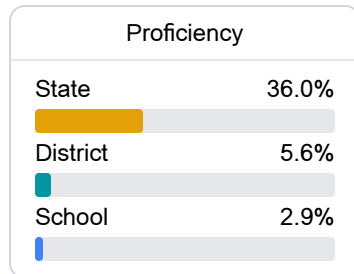 Proficiency
State 36.0%
District 5.6%
School 2.9%